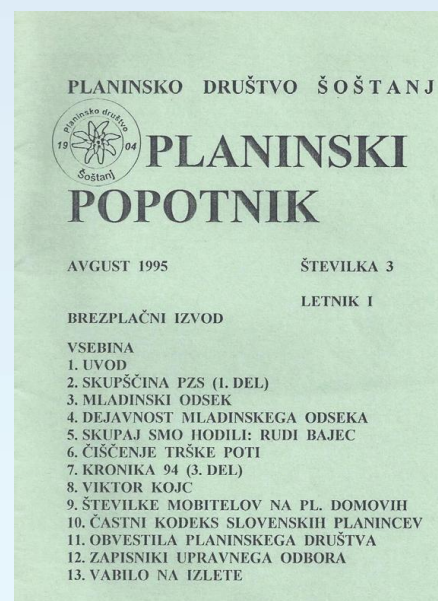 PLANINSKO DRUŠTVO ŠOŠTANJ
Planinsko društvo
19 04
Šoštanj
PLANINSKI
POPOTNIK
AVGUST 1995 ŠTEVILKA 3
LETNIK I
BREZPLAČNI IZVOD
VSEBINA
1. UVOD
2. SKUPŠČINA PZS (1. DEL)
3. MLADINSKI ODSEK
4. DEJAVNOST MLADINSKEGA ODSEKA
5. SKUPAJ SMO HODILI: RUDI BAJEC
6. ČIŠČENJE TRŠKE POTI
7. KRONIKA 94 (3. DEL)
8. VIKTOR KOJC
9. ŠTEVILKE MOBITELOV NA PL. DOMOVIH
10. ČASTNI KODEKS SLOVENSKIH PLANINCEV
11. OBVESTILA PLANINSKEGA DRUŠTVA
12. ZAPISNIKI UPRAVNEGA ODBORA
13. VABILO NA IZLETE